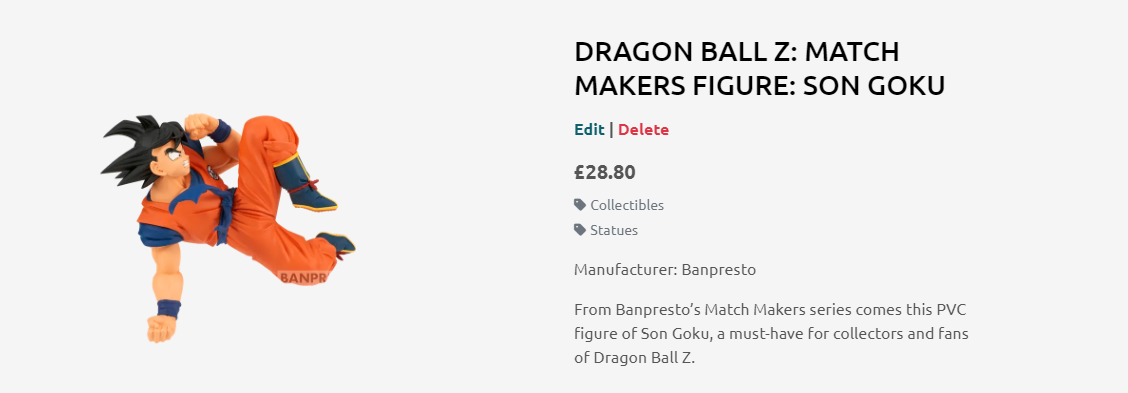 DRAGON BALL Z: MATCH
MAKERS FIGURE: SON GOKU
Edit | Delete
£28.80
Collectibles
Statues
Manufacturer: Banpresto
From Banpresto’s Match Makers series comes this PVC
figure of Son Goku, a must-have for collectors and fans
of Dragon Ball Z.
BANPR